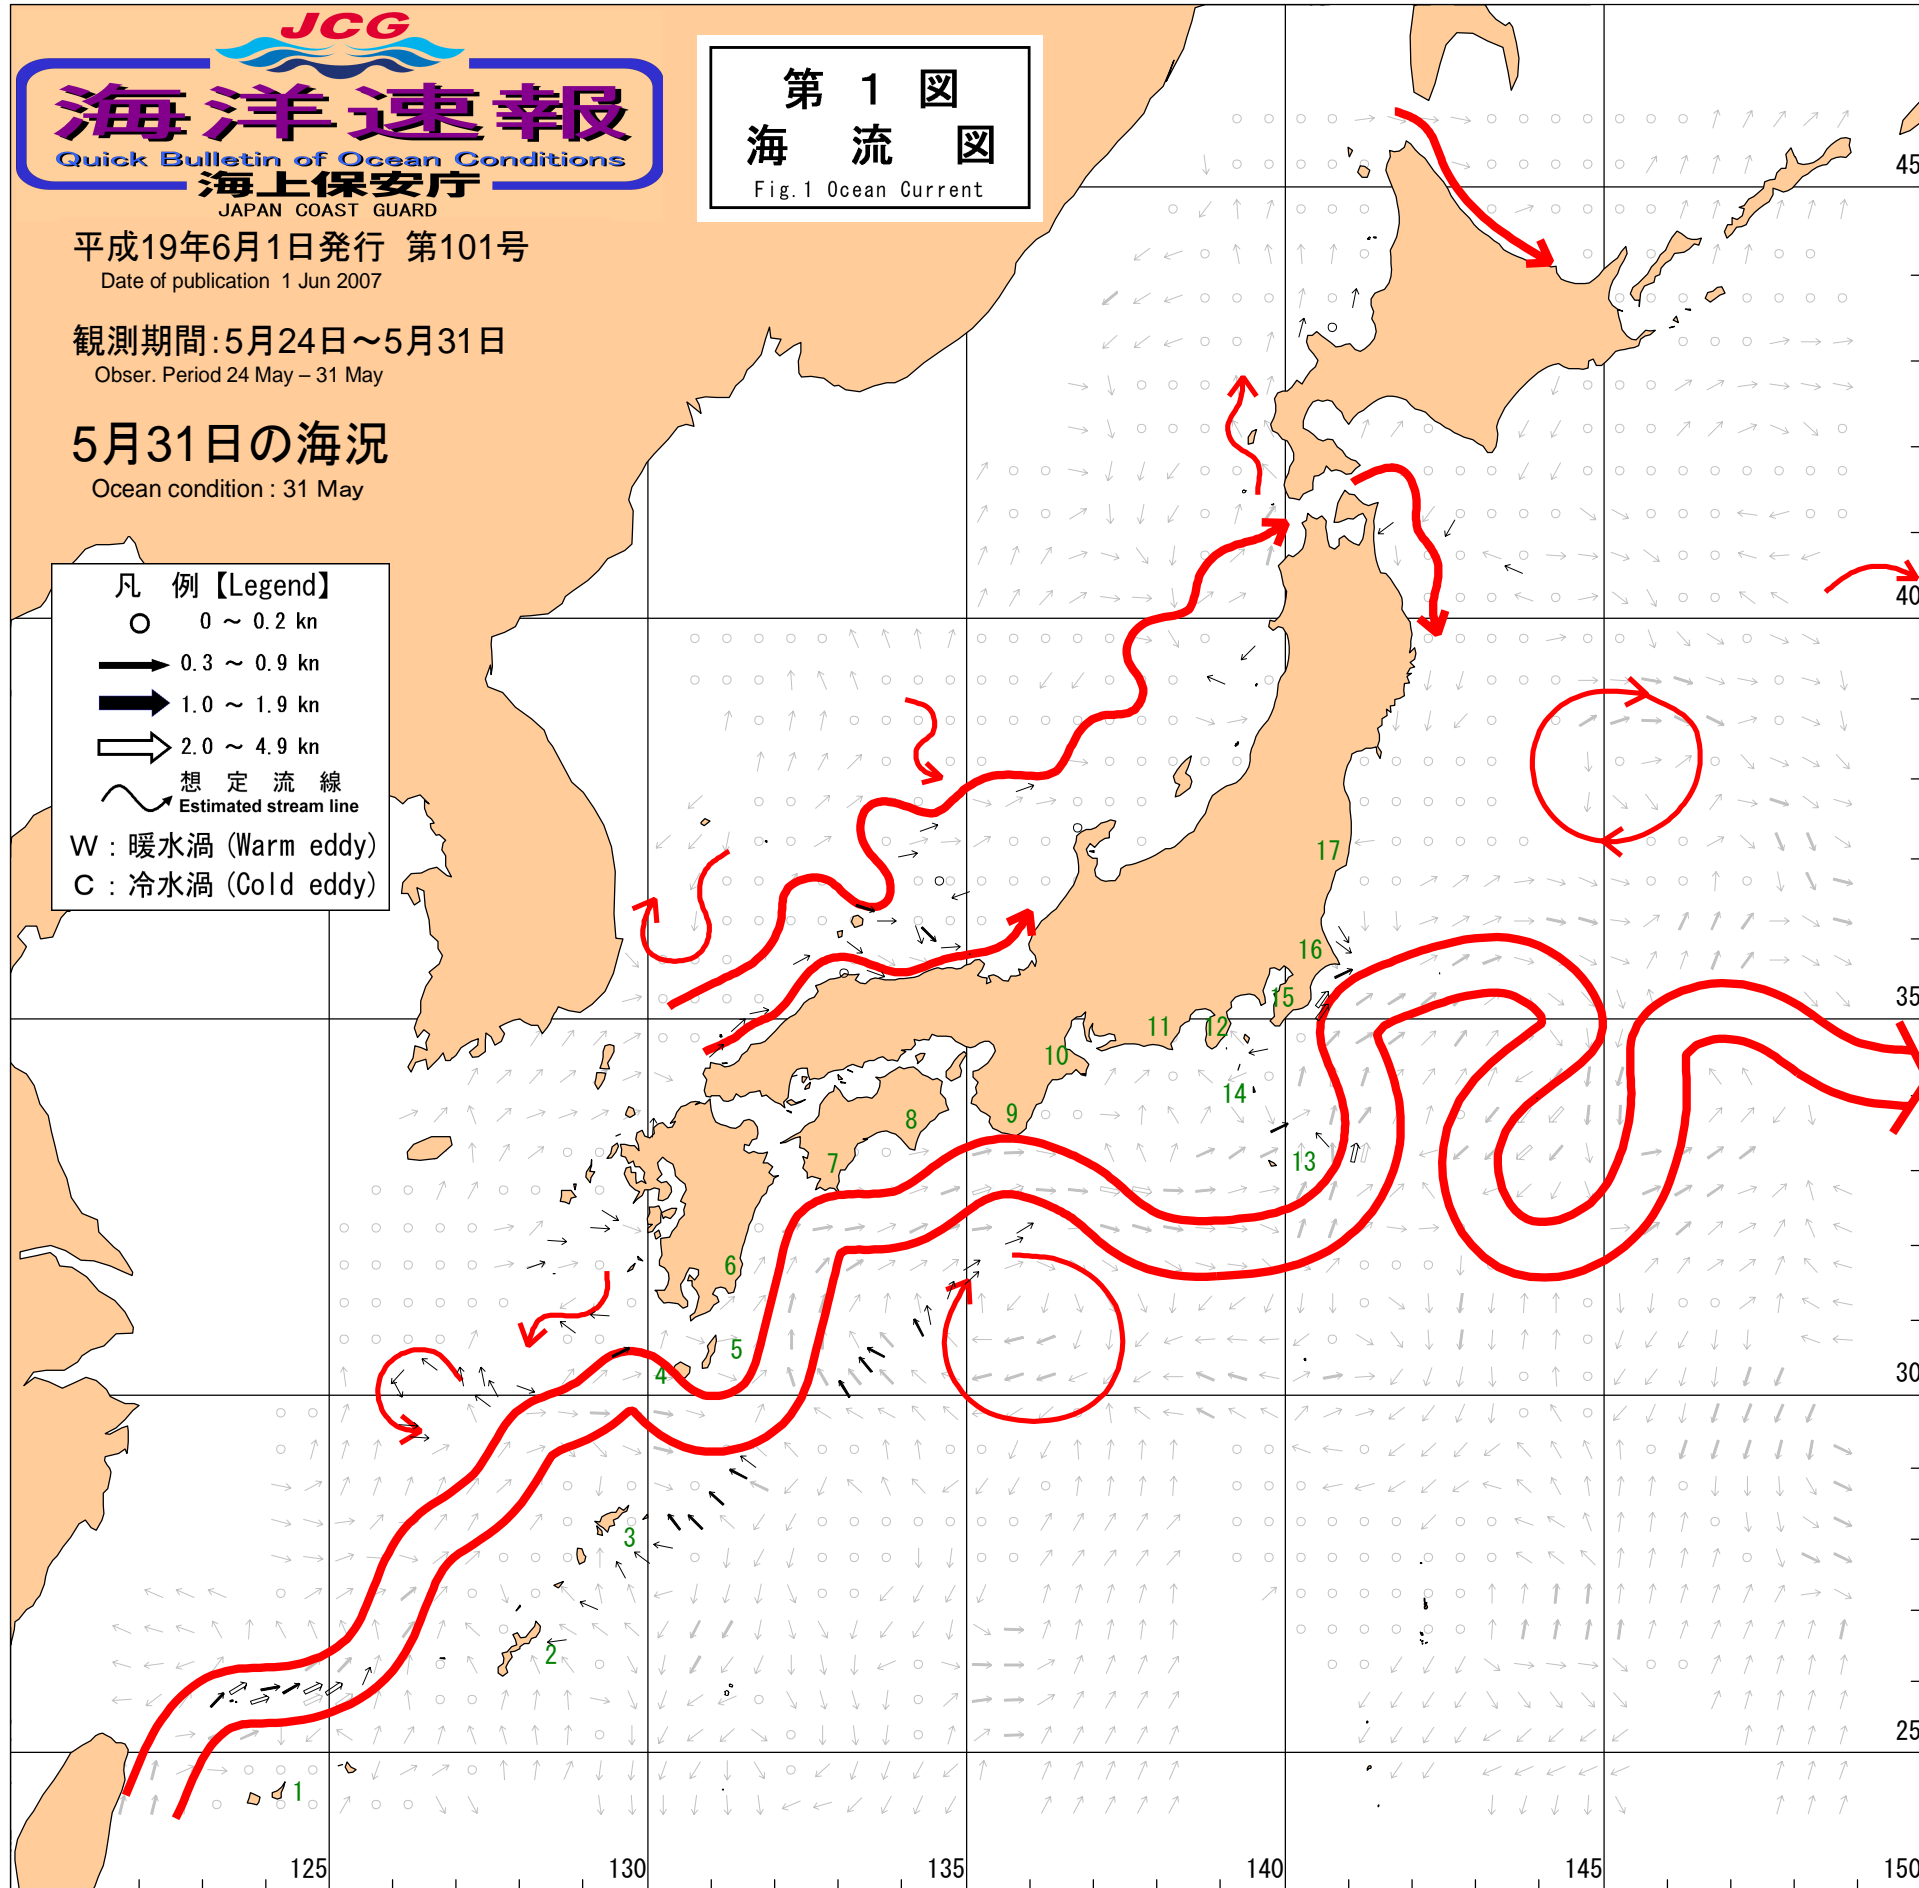 JCG
海洋速報
Quick Bulletin of Ocean Conditions
海上保安庁
JAPAN COAST GUARD
平成19年6月1日発行 第101号
Date of publication 1 Jun 2007
観測期間:5月24日～5月31日
Obser. Period 24 May – 31 May
5月31日の海況
Ocean condition : 31 May
第 1 図
海 流 図
Fig.1 Ocean Current
凡 例【Legend】
0 ～ 0.2 kn
0.3 ～ 0.9 kn
1.0 ～ 1.9 kn
2.0 ～ 4.9 kn
想 定 流 線
Estimated stream line
W : 暖水渦 (Warm eddy)
C : 冷水渦 (Cold eddy)
45
40
17
16
35
15
12
11
10
14
9
8
7
13
6
5
4
30
3
2
25
1
125
130
135
140
145
150